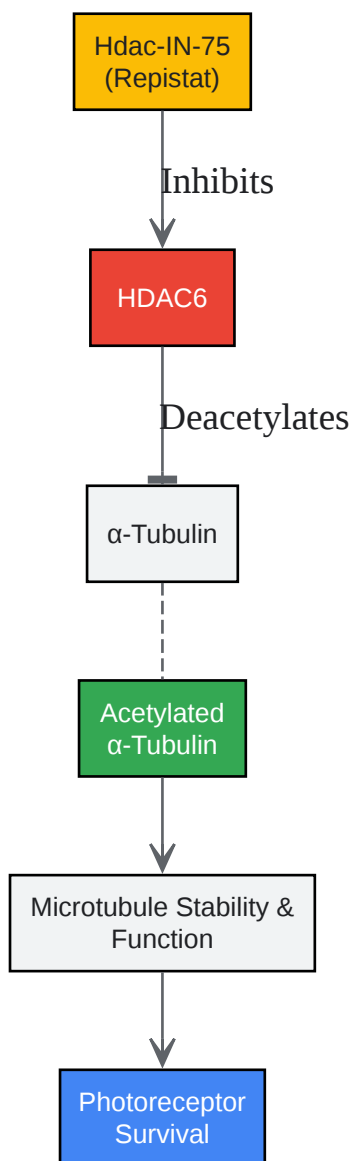 Hdac-IN-75
(Repistat)
Inhibits
HDAC6
Deacetylates
α-Tubulin
Acetylated
α-Tubulin
Microtubule Stability &
Function
Photoreceptor
Survival